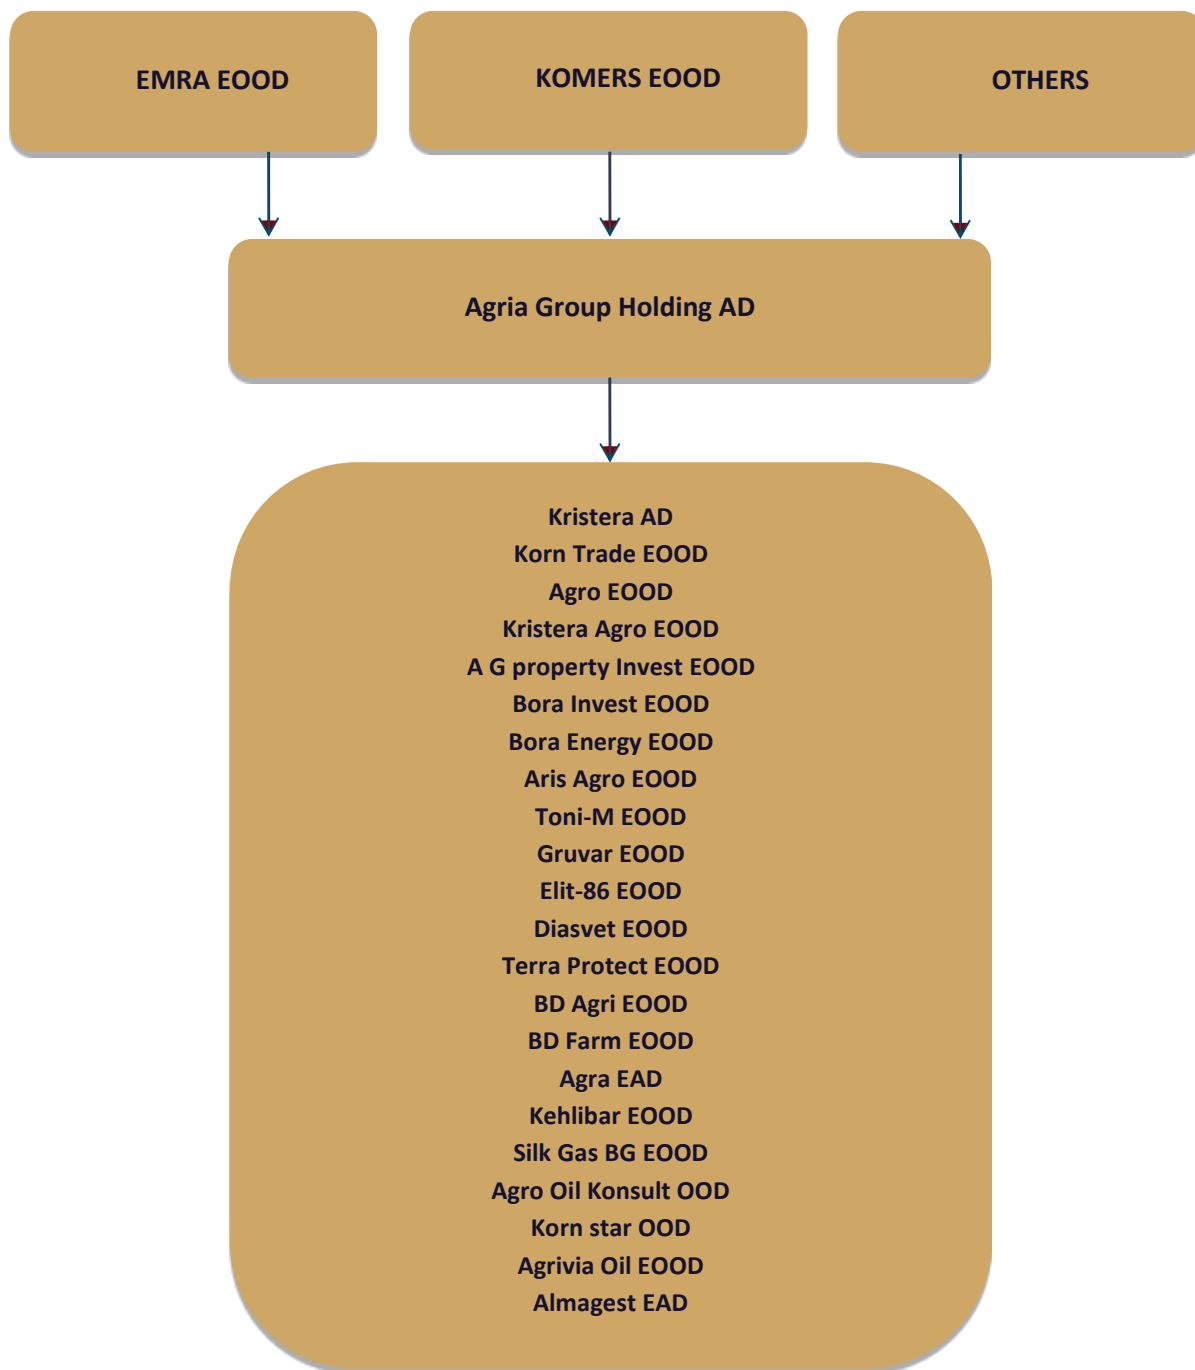 EMRA EOOD
KOMERS EOOD
OTHERS
Agria Group Holding AD
Kristera AD
Korn Trade EOOD
Agro EOOD
Kristera Agro EOOD
A G property Invest EOOD
Bora Invest EOOD
Bora Energy EOOD
Aris Agro EOOD
Toni-M EOOD
Gruvar EOOD
Elit-86 EOOD
Diasvet EOOD
Terra Protect EOOD
BD Agri EOOD
BD Farm EOOD
Agra EAD
Kehlibar EOOD
Silk Gas BG EOOD
Agro Oil Konsult OOD
Korn star OOD
Agrivia Oil EOOD
Almagest EAD